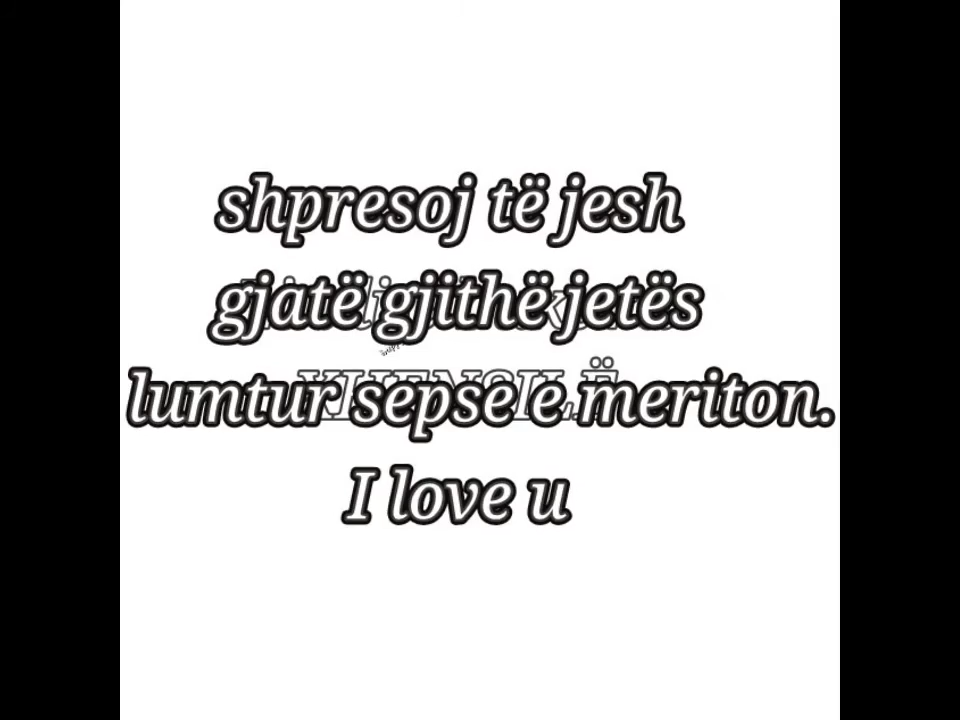 shpresoj të jesh
gjatë gjithë jetës
lumtur sepse e meriton.
I love u